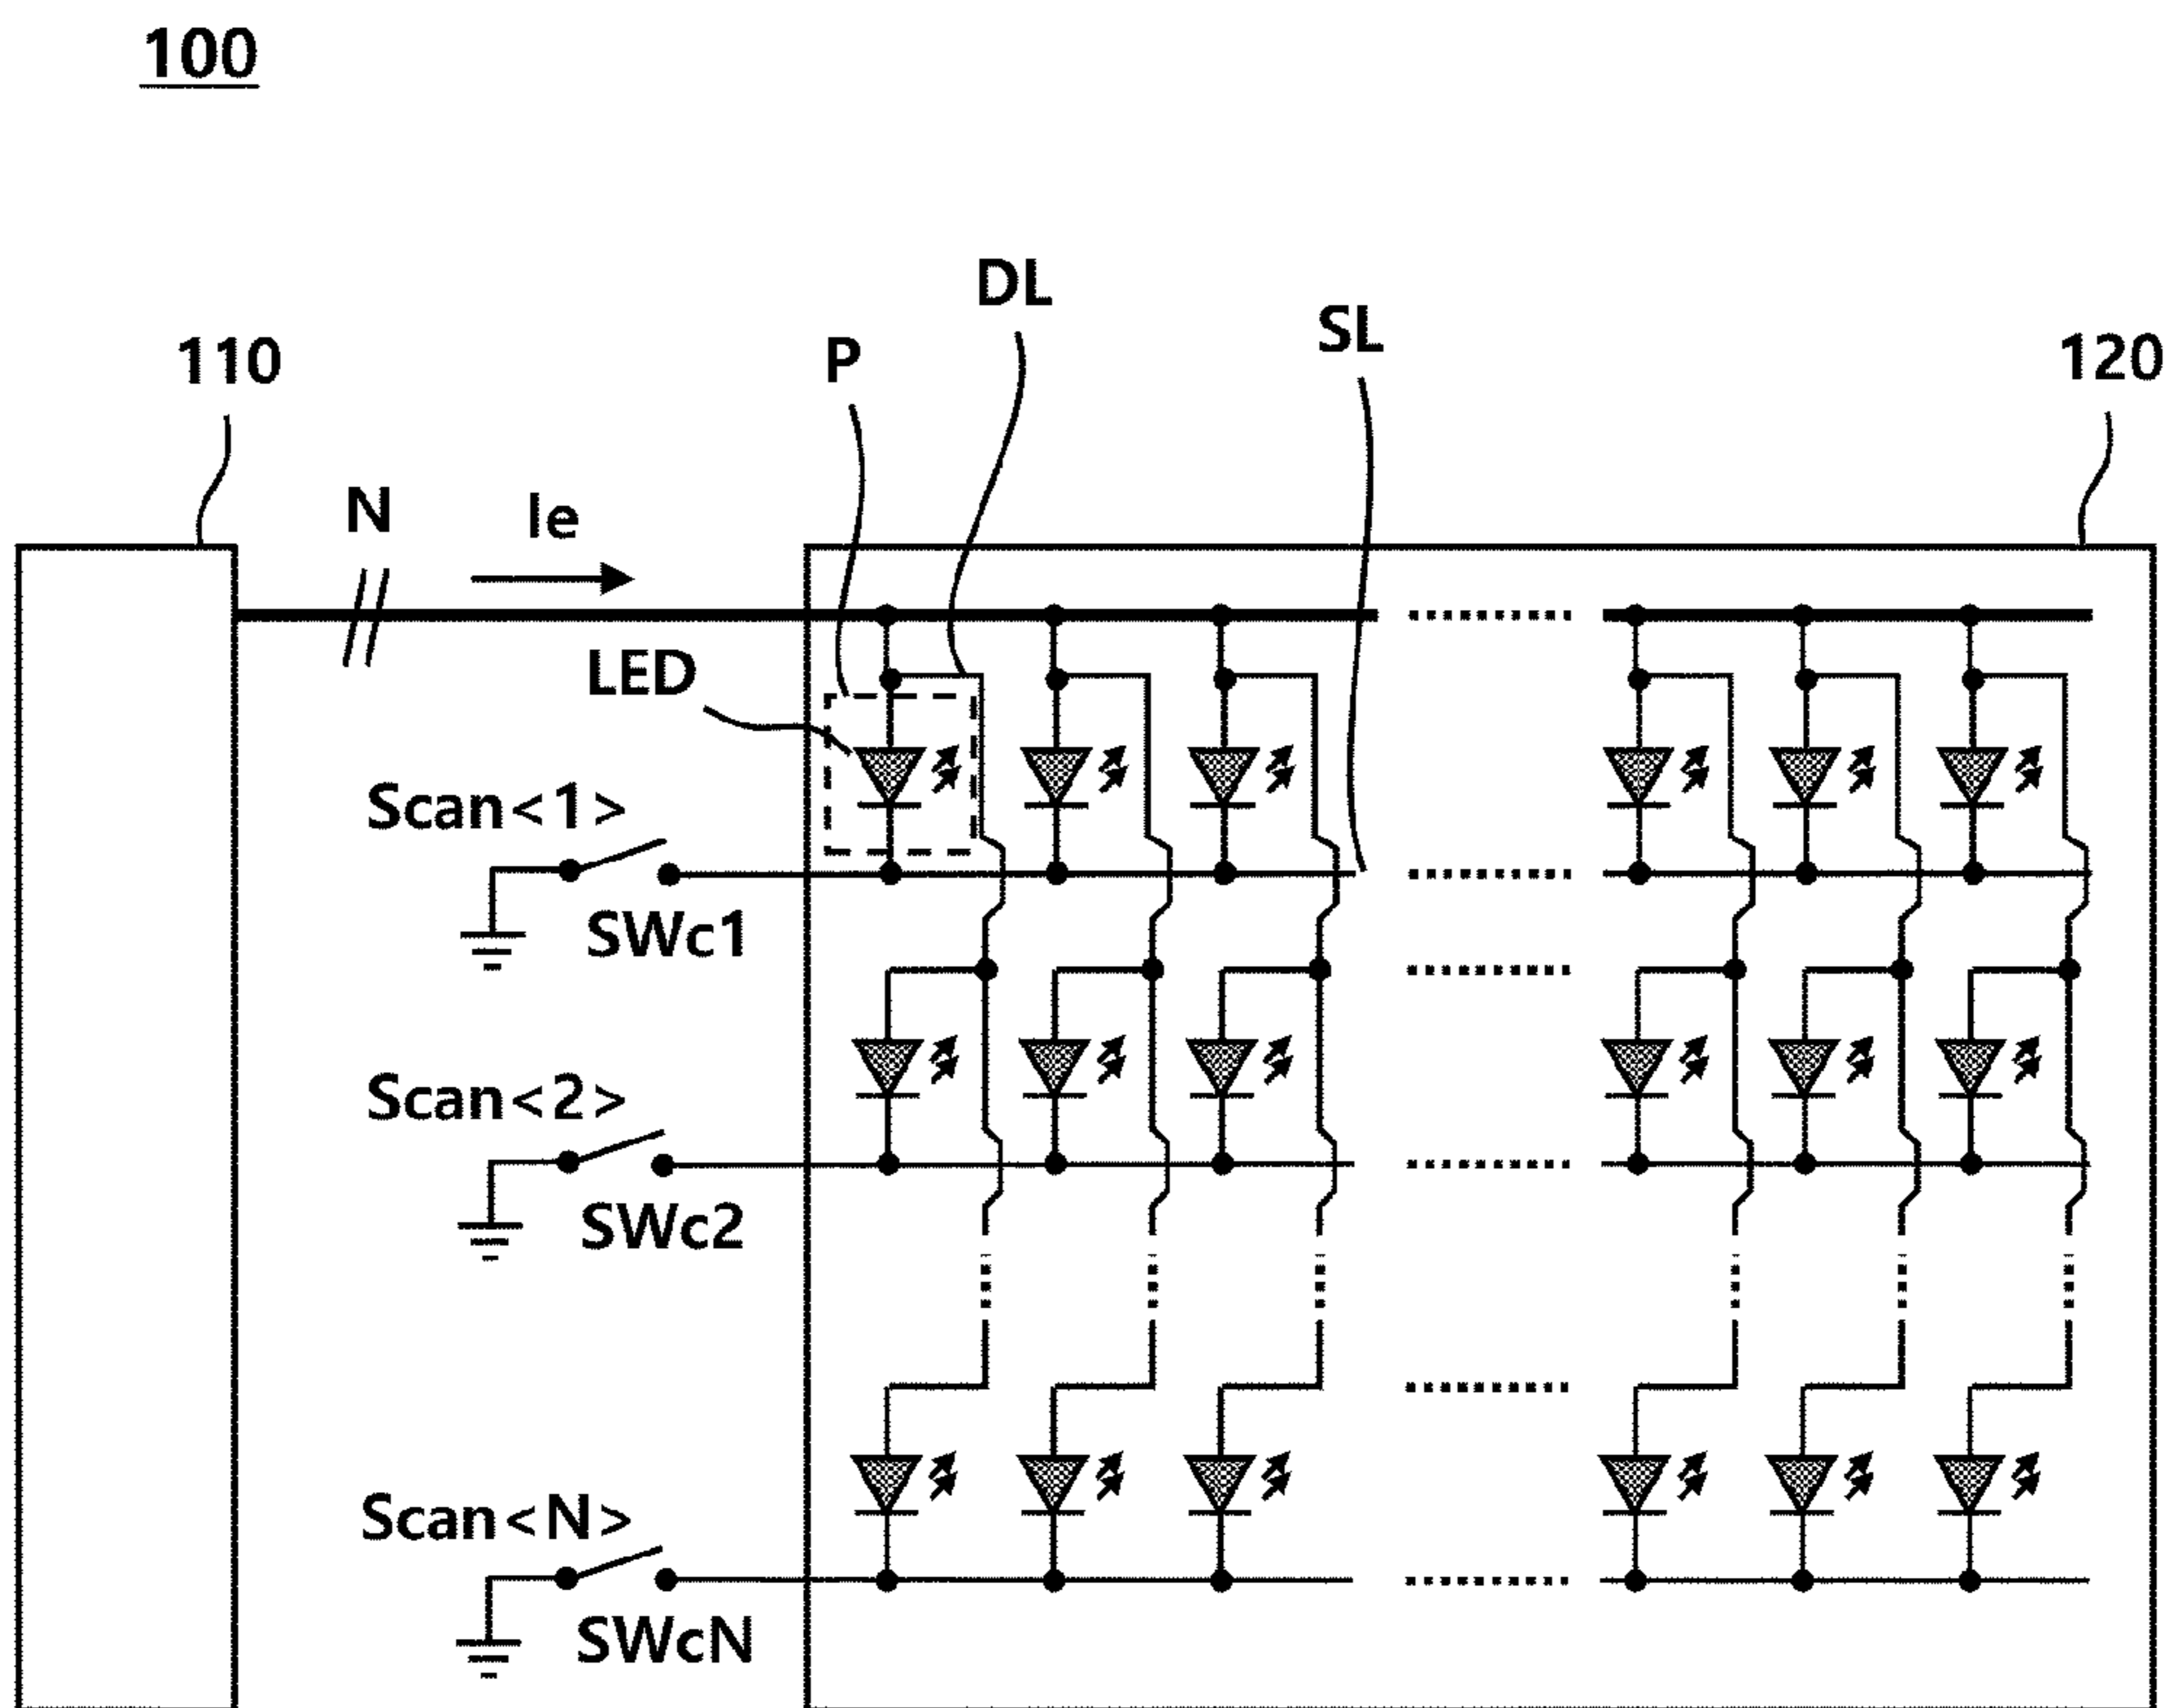 100
DL
SL
P
110
120
N
Ie
LED
Scan<1>
SWc1
Scan<2>
SWc2
Scan<N>
SWcN